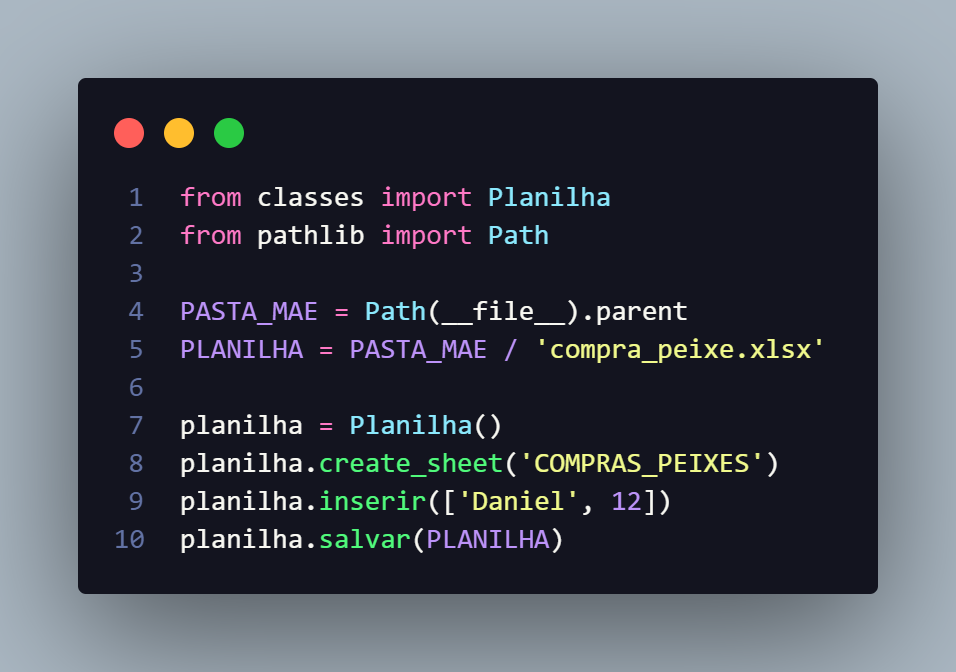 1 from classes import Planilha
2 from pathlib import Path
3
4 PASTA_MAE = Path(__file__).parent
5 PLANILHA = PASTA_MAE / 'compra_peixe.xlsx'
6
7 planilha = Planilha()
8 planilha.create_sheet('COMPRAS_PEIXES')
9 planilha.inserir(['Daniel', 12])
10 planilha.salvar(PLANILHA)